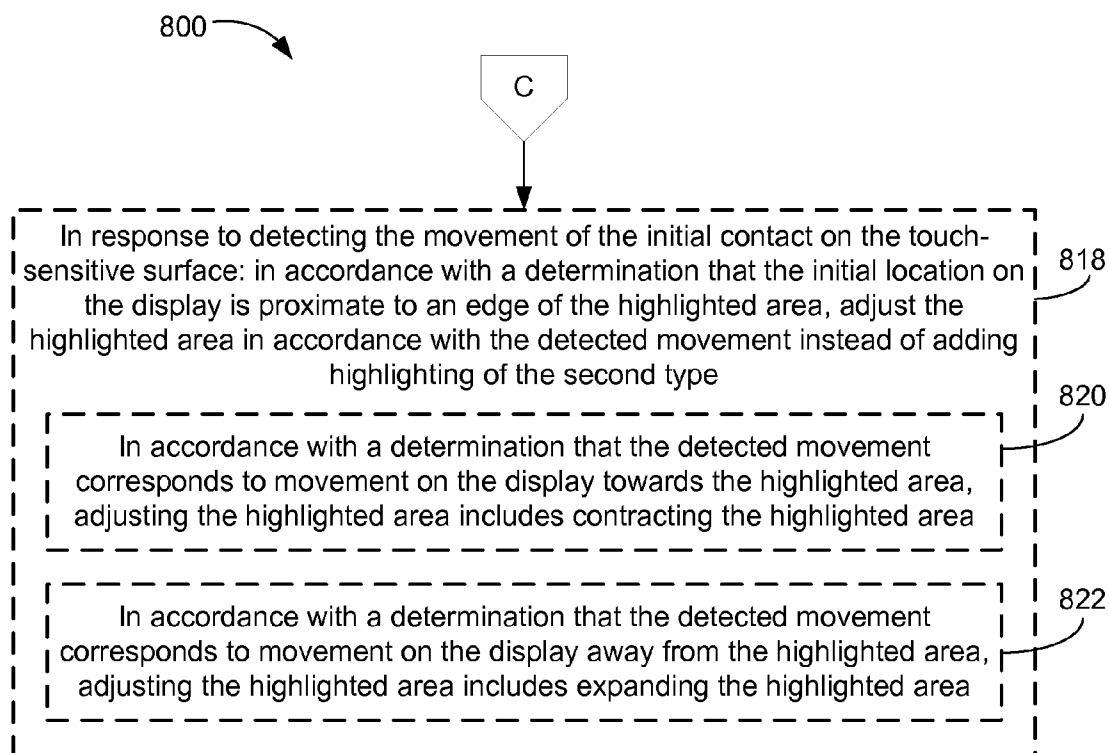 800
C
In response to detecting the movement of the initial contact on the touch-
sensitive surface: in accordance with a determination that the initial location on
the display is proximate to an edge of the highlighted area, adjust the
highlighted area in accordance with the detected movement instead of adding
highlighting of the second type
818
In accordance with a determination that the detected movement
corresponds to movement on the display towards the highlighted area,
adjusting the highlighted area includes contracting the highlighted area
820
In accordance with a determination that the detected movement
corresponds to movement on the display away from the highlighted area,
adjusting the highlighted area includes expanding the highlighted area
822